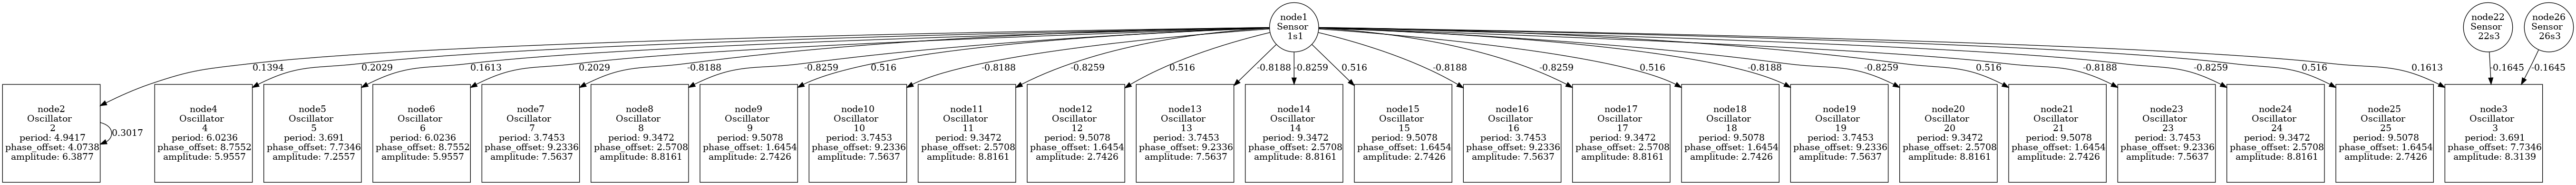 node1
Sensor
1s1
node22
Sensor
22s3
node26
Sensor
26s3
0.1394
0.2029
0.1613
0.2029
-0.8188
-0.8259
0.516
-0.8188
-0.8259
0.516
-0.8188
-0.8259
0.516
-0.8188
-0.8259
0.516
-0.8188
-0.8259
0.516
-0.8188
-0.8259
0.516
0.1613
-0.1645
-0.1645
node2
Oscillator
2
period: 4.9417
phase_offset: 4.0738
amplitude: 6.3877
0.3017
node4
Oscillator
4
period: 6.0236
phase_offset: 8.7552
amplitude: 5.9557
node5
Oscillator
5
period: 3.691
phase_offset: 7.7346
amplitude: 7.2557
node6
Oscillator
6
period: 6.0236
phase_offset: 8.7552
amplitude: 5.9557
node7
Oscillator
7
period: 3.7453
phase_offset: 9.2336
amplitude: 7.5637
node8
Oscillator
8
period: 9.3472
phase_offset: 2.5708
amplitude: 8.8161
node9
Oscillator
9
period: 9.5078
phase_offset: 1.6454
amplitude: 2.7426
node10
Oscillator
10
period: 3.7453
phase_offset: 9.2336
amplitude: 7.5637
node11
Oscillator
11
period: 9.3472
phase_offset: 2.5708
amplitude: 8.8161
node12
Oscillator
12
period: 9.5078
phase_offset: 1.6454
amplitude: 2.7426
node13
Oscillator
13
period: 3.7453
phase_offset: 9.2336
amplitude: 7.5637
node14
Oscillator
14
period: 9.3472
phase_offset: 2.5708
amplitude: 8.8161
node15
Oscillator
15
period: 9.5078
phase_offset: 1.6454
amplitude: 2.7426
node16
Oscillator
16
period: 3.7453
phase_offset: 9.2336
amplitude: 7.5637
node17
Oscillator
17
period: 9.3472
phase_offset: 2.5708
amplitude: 8.8161
node18
Oscillator
18
period: 9.5078
phase_offset: 1.6454
amplitude: 2.7426
node19
Oscillator
19
period: 3.7453
phase_offset: 9.2336
amplitude: 7.5637
node20
Oscillator
20
period: 9.3472
phase_offset: 2.5708
amplitude: 8.8161
node21
Oscillator
21
period: 9.5078
phase_offset: 1.6454
amplitude: 2.7426
node23
Oscillator
23
period: 3.7453
phase_offset: 9.2336
amplitude: 7.5637
node24
Oscillator
24
period: 9.3472
phase_offset: 2.5708
amplitude: 8.8161
node25
Oscillator
25
period: 9.5078
phase_offset: 1.6454
amplitude: 2.7426
node3
Oscillator
3
period: 3.691
phase_offset: 7.7346
amplitude: 8.3139